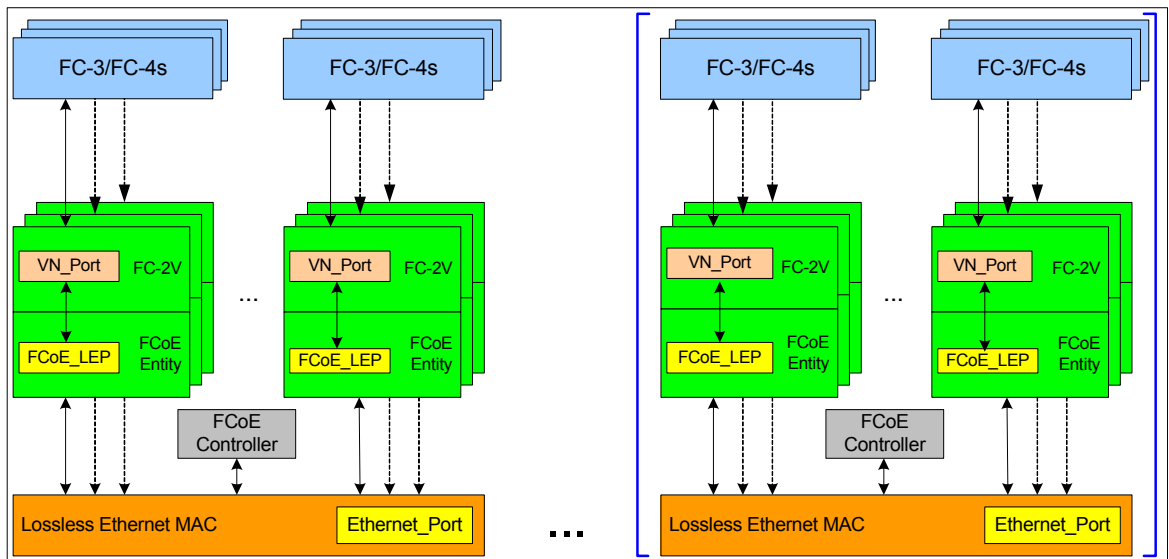 FC-3/FC-4s
FC-3/FC-4s
FC-3/FC-4s
FC-3/FC-4s
VN_Port
FC-2V
VN_Port
FC-2V
VN_Port
FC-2V
VN_Port
FC-2V
...
...
FCoE_LEP
FCoE
Entity
FCoE_LEP
FCoE
Entity
FCoE_LEP
FCoE
Entity
FCoE_LEP
FCoE
Entity
FCoE
Controller
FCoE
Controller
Lossless Ethernet MAC
Ethernet_Port
...
Lossless Ethernet MAC
Ethernet_Port